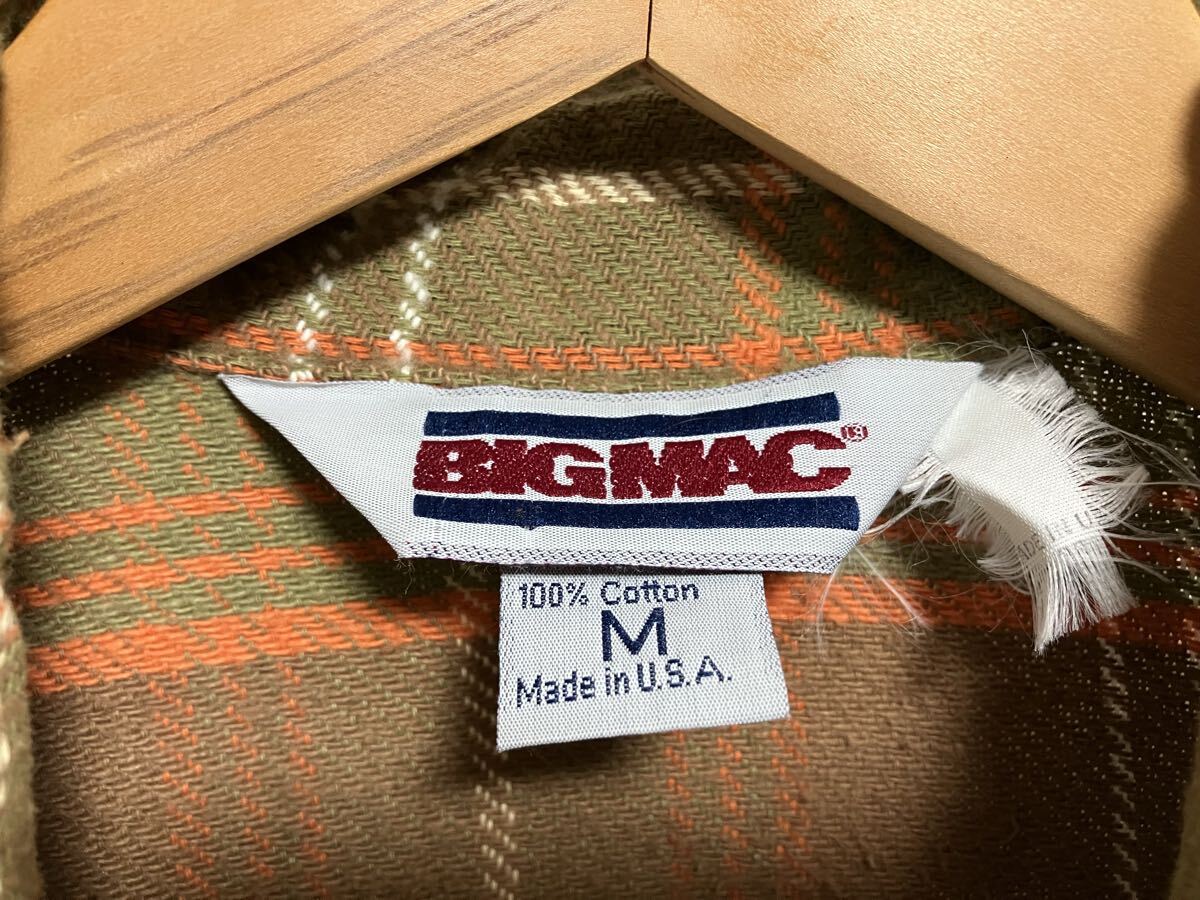 BIG MAC®
100% Cotton
M
Made in U.S.A.